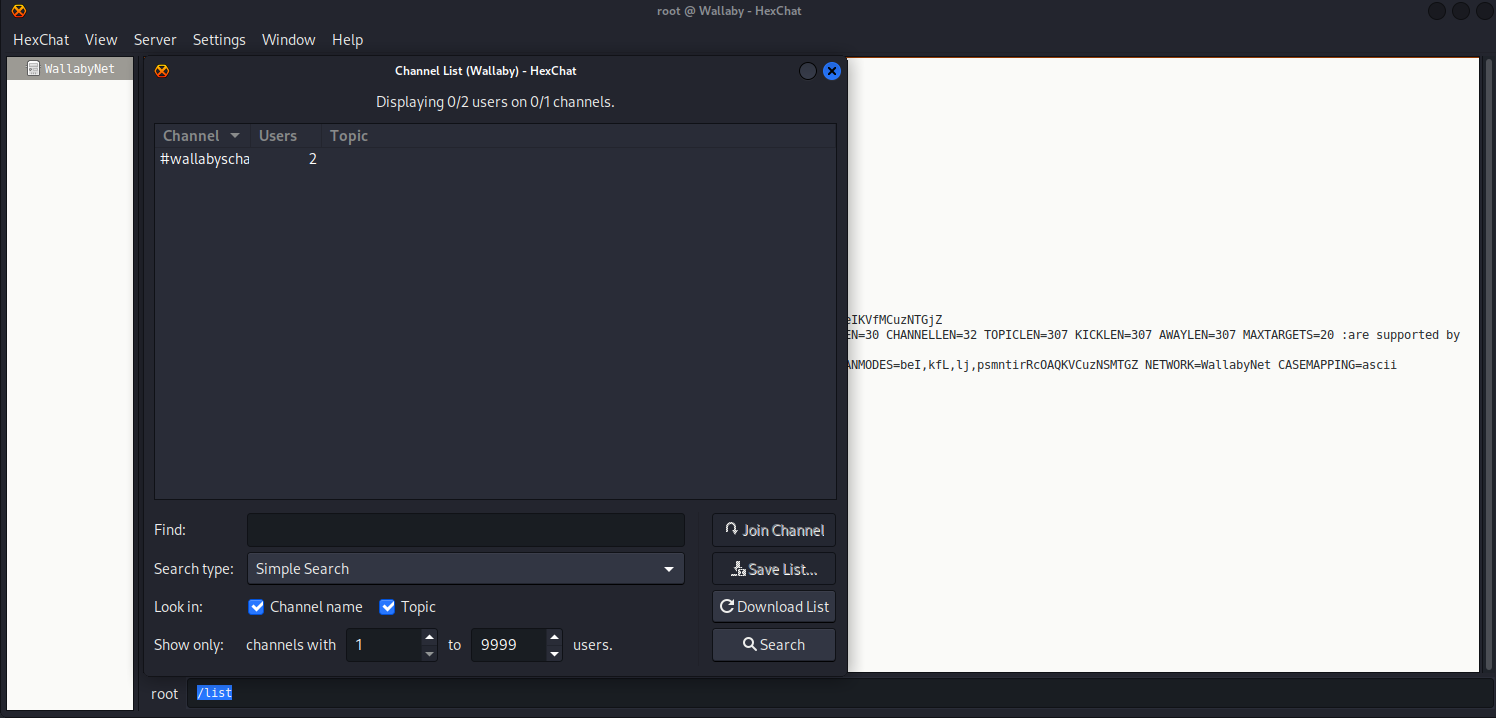 root @ Wallaby - HexChat
HexChat View Server Settings Window Help
WallabyNet
Channel List (Wallaby) - HexChat
Displaying 0/2 users on 0/1 channels.
Channel Users Topic
#wallabyscha 2
eIKVfMCuzNTGjZ
EN=30 CHANNELLEN=32 TOPICLEN=307 KICKLEN=307 AWAYLEN=307 MAXTARGETS=20 :are supported by
ANMODES=beI,kfL,lj,psmntirRcOAQKVCuzNSMTGZ NETWORK=WallabyNet CASEMAPPING=ascii
Find:
Join Channel
Search type: Simple Search
Save List...
Look in: Channel name Topic
Download List
Show only: channels with 1 to 9999 users.
Search
root /list